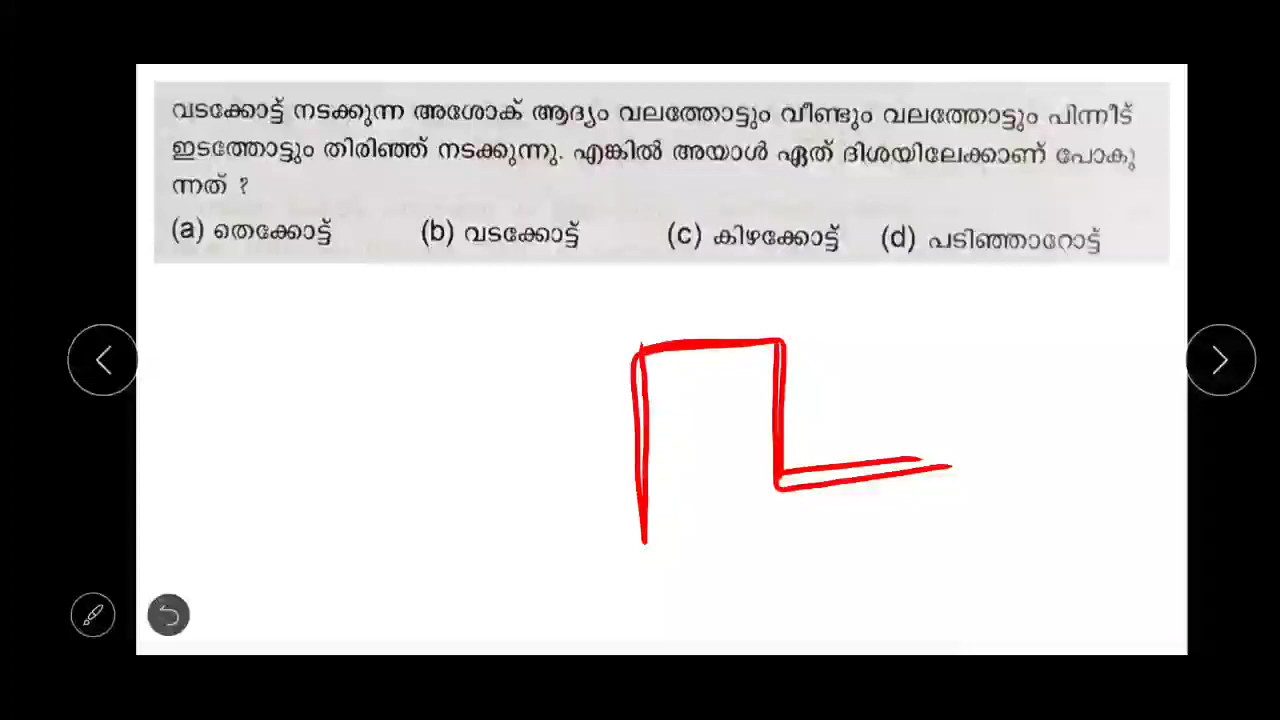 വടക്കോട്ട് നടക്കുന്ന അശോക് ആദ്യം വലത്തോട്ടും വീണ്ടും വലത്തോട്ടും പിന്നീട്
ഇടത്തോട്ടും തിരിഞ്ഞ് നടക്കുന്നു. എങ്കിൽ അയാൾ ഏത് ദിശയിലേക്കാണ് പോകു
ന്നത് ?
(a) തെക്കോട്ട് (b) വടക്കോട്ട് (c) കിഴക്കോട്ട് (d) പടിഞ്ഞാറോട്ട്